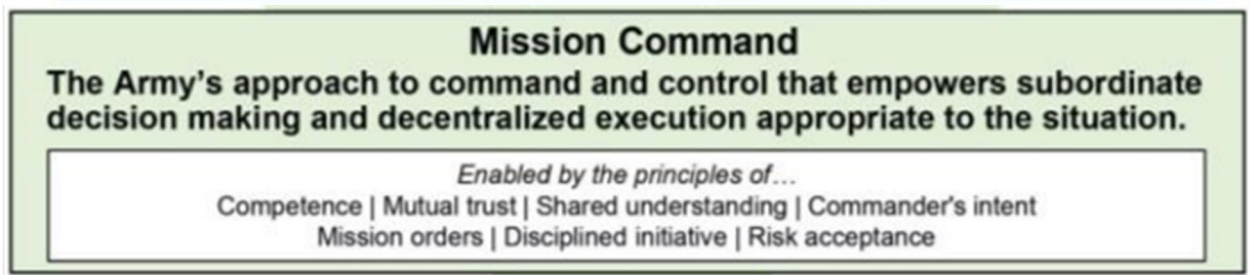 Mission Command
The Army's approach to command and control that empowers subordinate
decision making and decentralized execution appropriate to the situation.
Enabled by the principles of...
Competence | Mutual trust | Shared understanding | Commander's intent
Mission orders | Disciplined initiative | Risk acceptance